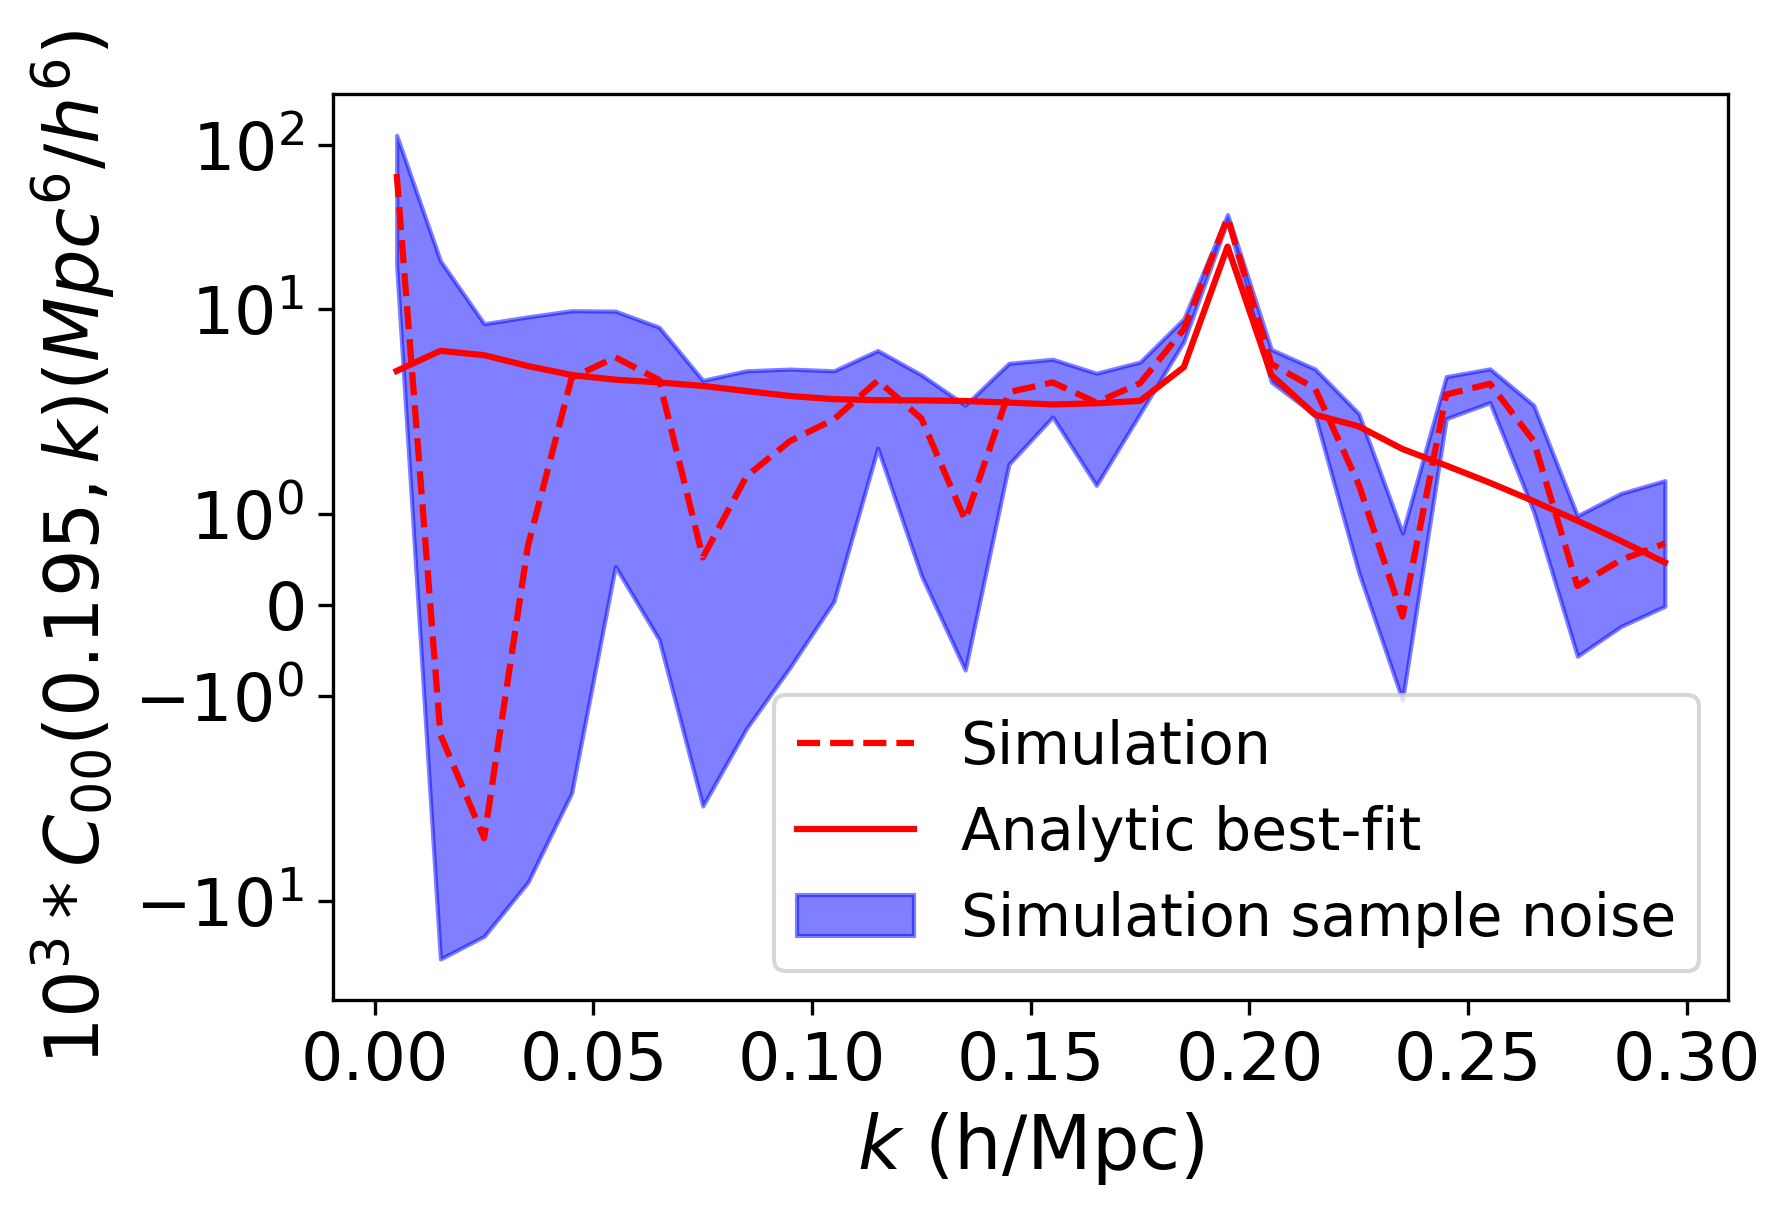 10^3 * C_00(0.195, k)(Mpc^6/h^6)
10^2
10^1
10^0
0
−10^0
−10^1
Simulation
Analytic best-fit
Simulation sample noise
0.00 0.05 0.10 0.15 0.20 0.25 0.30
k (h/Mpc)